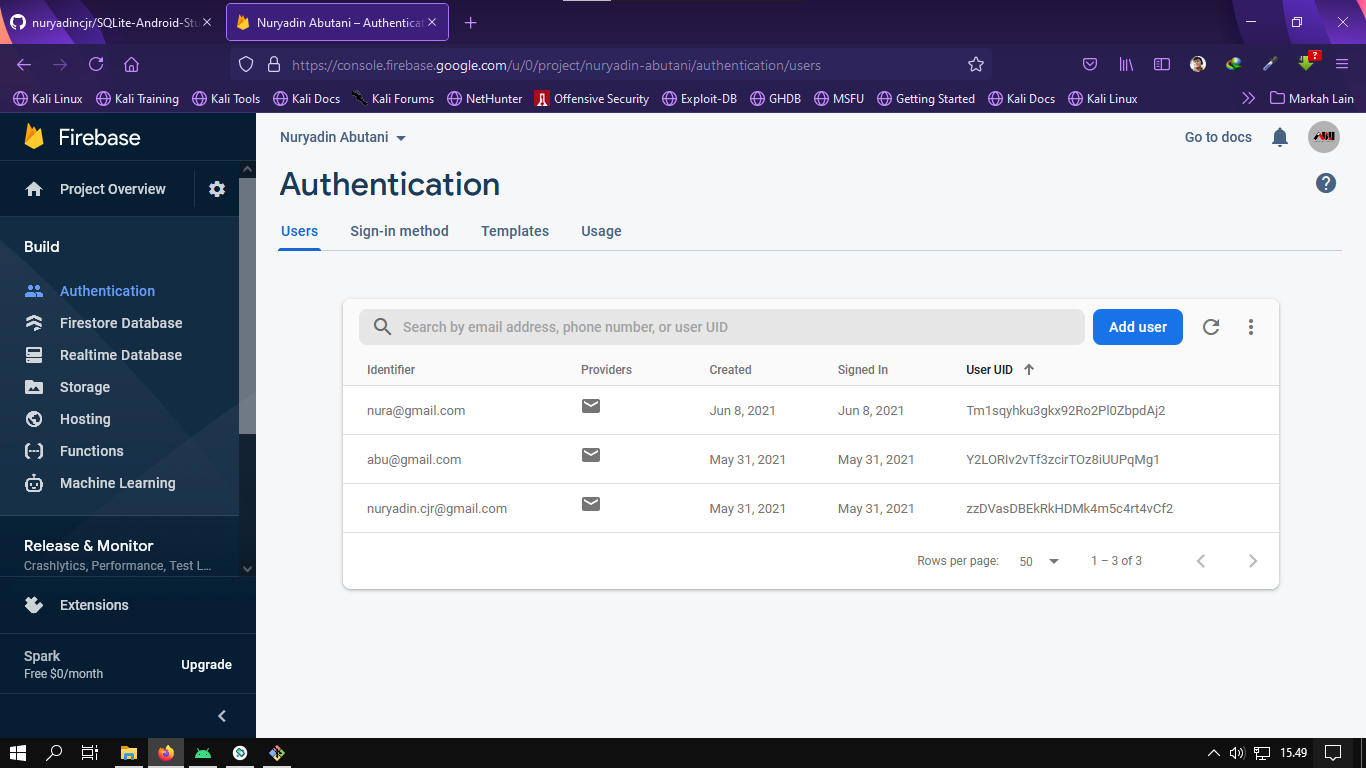 nuryadincjr/SQLite-Android-Stu
Nuryadin Abutani – Authenticat
https://console.firebase.google.com/u/0/project/nuryadin-abutani/authentication/users
Kali Linux
Kali Training
Kali Tools
Kali Docs
Kali Forums
NetHunter
Offensive Security
Exploit-DB
GHDB
MSFU
Getting Started
Kali Docs
Kali Linux
Markah Lain
Firebase
Project Overview
Build
Authentication
Firestore Database
Realtime Database
Storage
Hosting
Functions
Machine Learning
Release & Monitor
Crashlytics, Performance, Test L...
Extensions
Spark
Free $0/month
Upgrade
Nuryadin Abutani
Go to docs
Authentication
Users
Sign-in method
Templates
Usage
Search by email address, phone number, or user UID
Add user
Identifier Providers Created Signed In User UID
nura@gmail.com Jun 8, 2021 Jun 8, 2021 Tm1sqyhku3gkx92Ro2Pl0ZbpdAj2
abu@gmail.com May 31, 2021 May 31, 2021 Y2LORIv2vTf3zcirTOz8iUUPqMg1
nuryadin.cjr@gmail.com May 31, 2021 May 31, 2021 zzDVasDBEkRkHDMk4m5c4rt4vCf2
Rows per page: 50 1 – 3 of 3
15.49